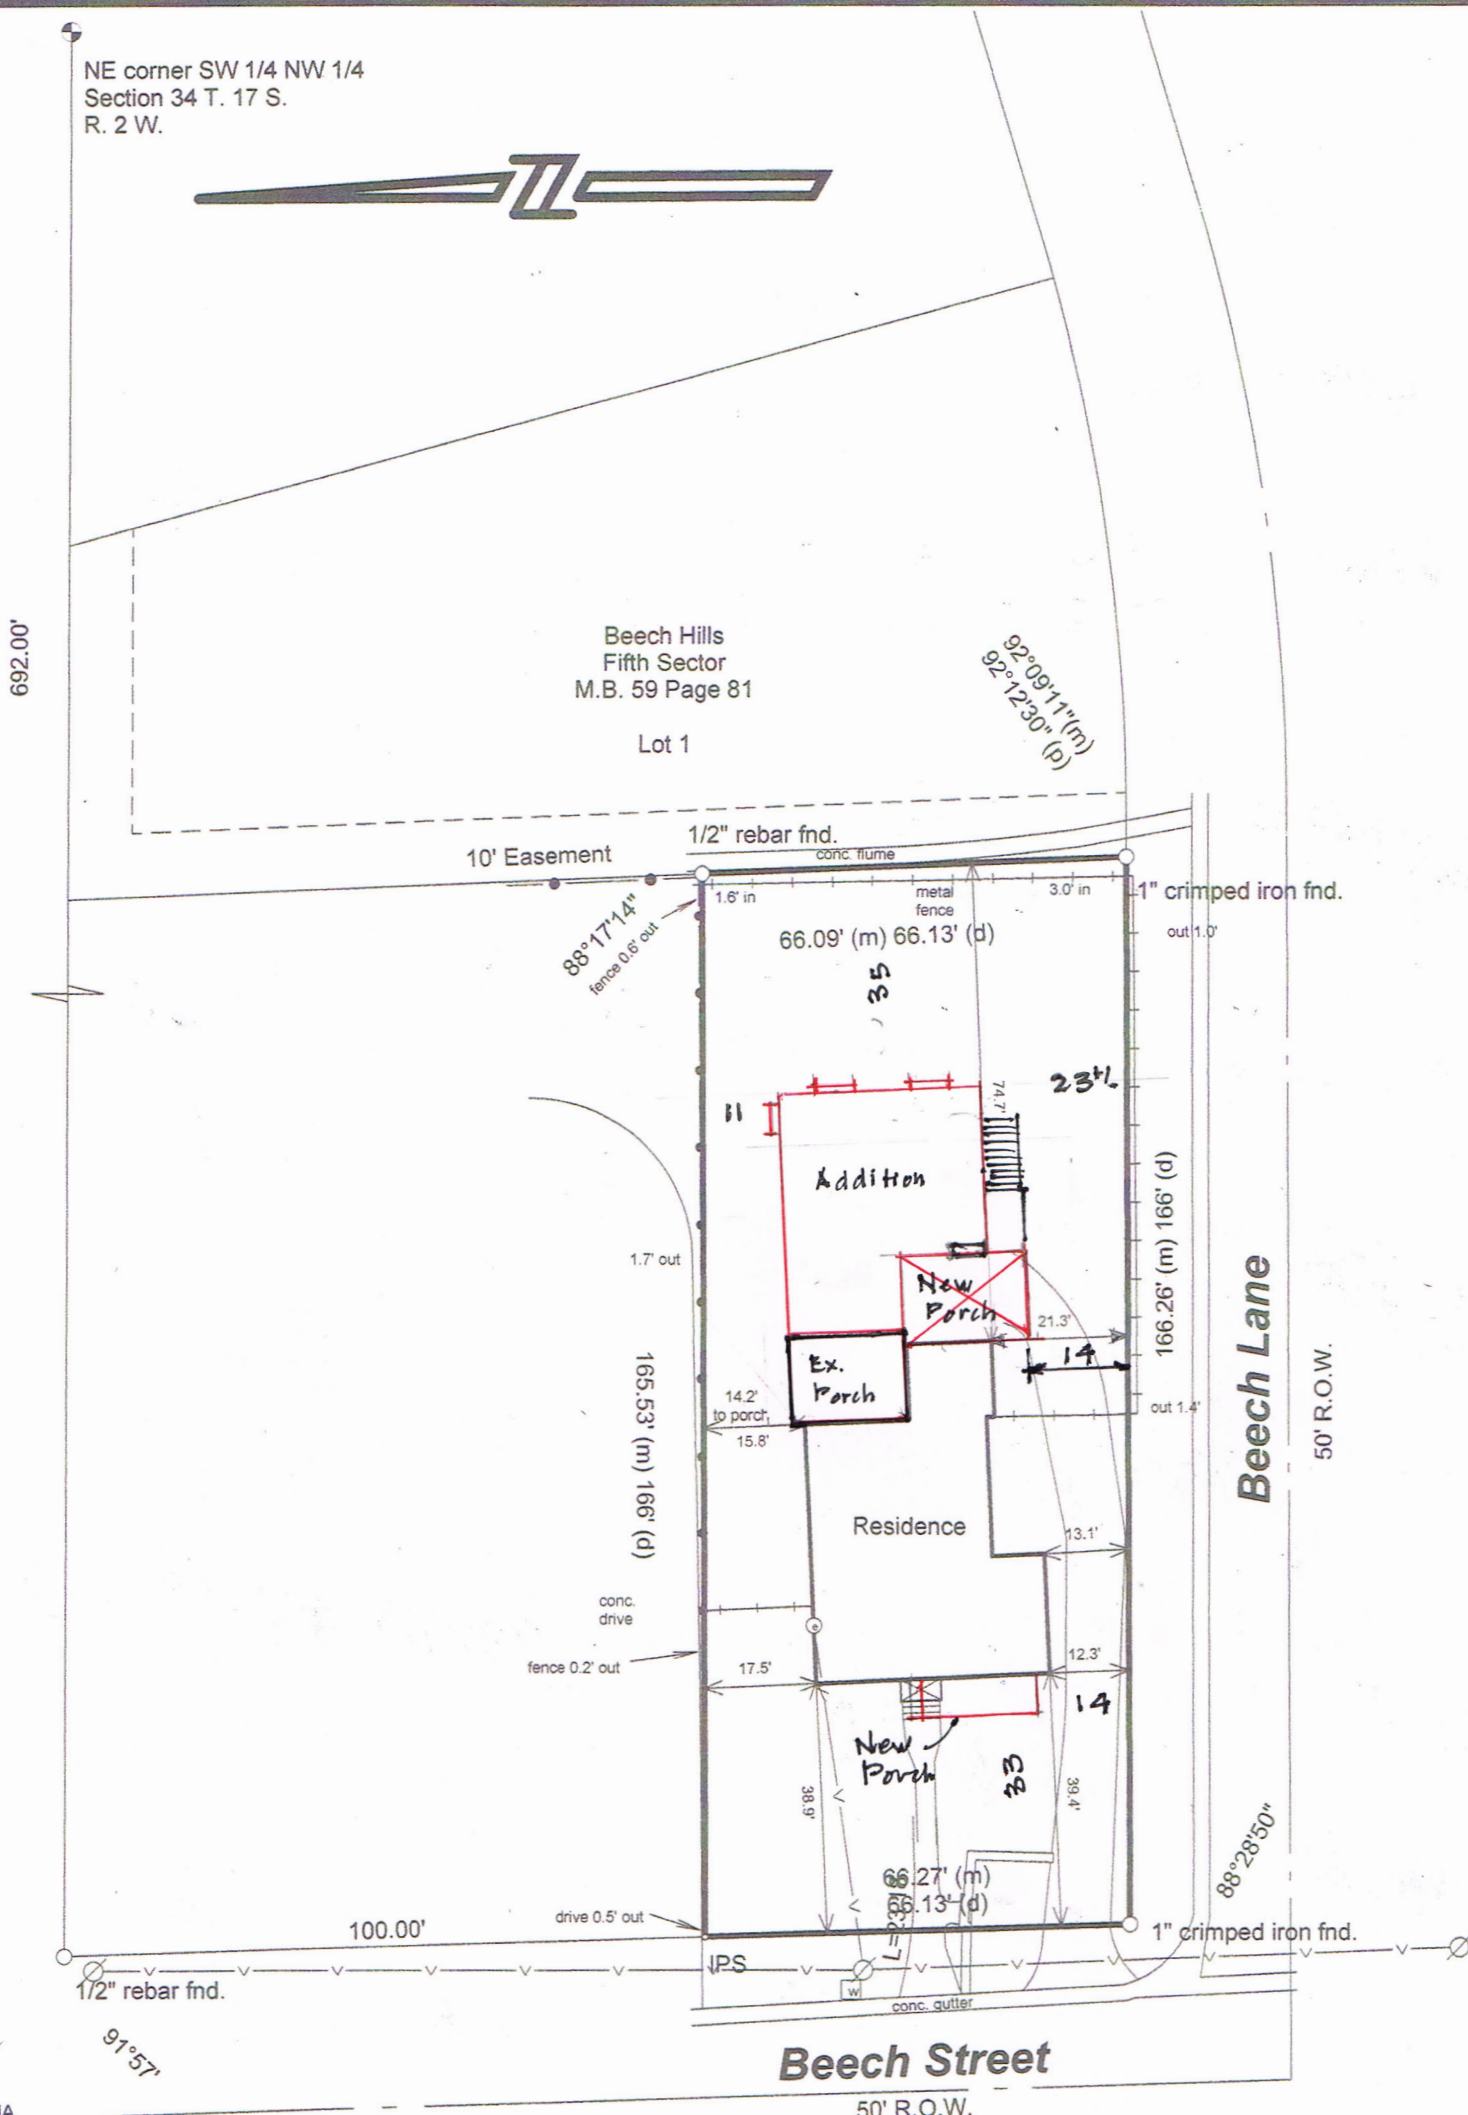 NE corner SW 1/4 NW 1/4
Section 34 T. 17 S.
R. 2 W.
692.00'
Beech Hills
Fifth Sector
M.B. 59 Page 81
Lot 1
92°09'11"(m)
92°12'30" (p)
1/2" rebar fnd.
10' Easement
conc. flume
1.6' in
metal
fence
3.0' in
1" crimped iron fnd.
88°17'14"
fence 0.6' out
66.09' (m) 66.13' (d)
out 1.0'
35
23+/-
11
74.7'
Addition
166.26' (m) 166' (d)
1.7' out
New
Porch
21.3'
14
Ex.
Porch
Beech Lane
50' R.O.W.
165.53' (m) 166' (d)
14.2'
to porch
15.8'
out 1.4'
Residence
13.1'
conc.
drive
e
fence 0.2' out
17.5'
12.3'
14
New
Porch
33
38.9'
39.4'
66.27' (m)
66.13' (d)
88°28'50"
drive 0.5' out
100.00'
1" crimped iron fnd.
IPS
1/2" rebar fnd.
w
conc. gutter
91°57'
Beech Street
50' R.O.W.